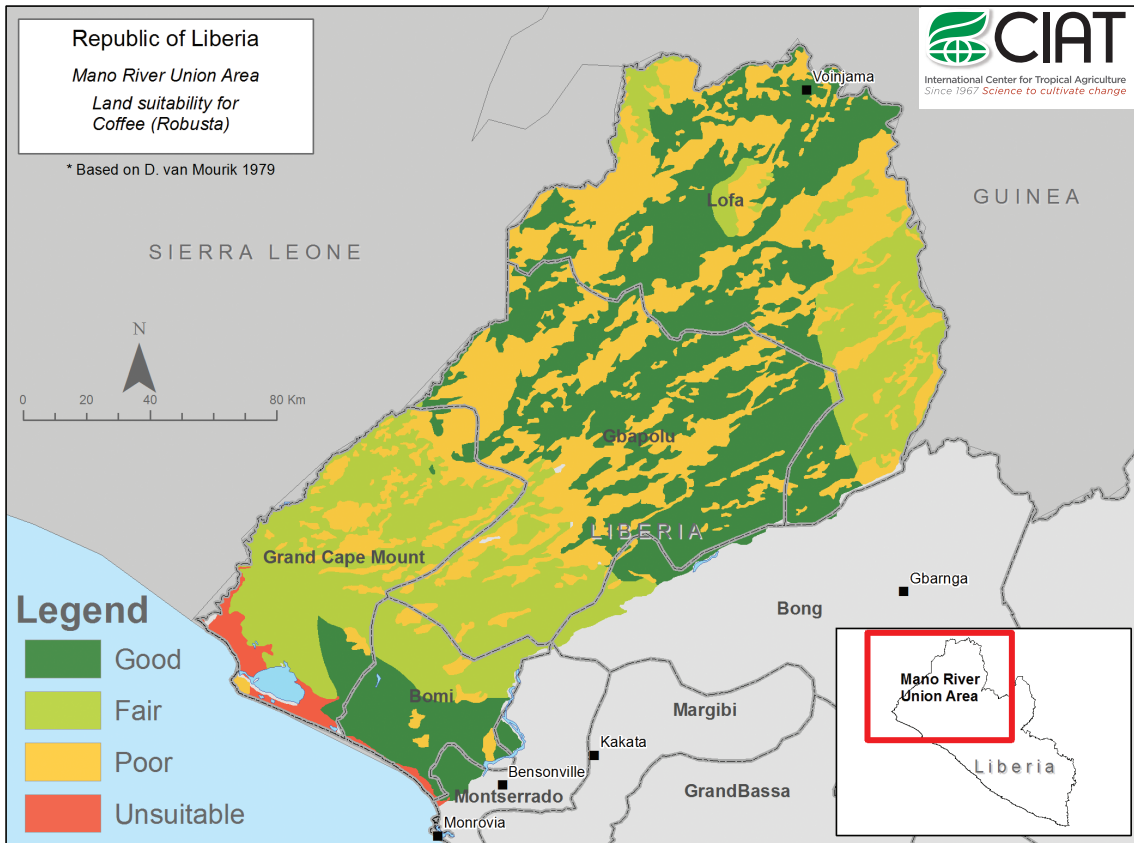 Republic of Liberia
Mano River Union Area
Land suitability for
Coffee (Robusta)
* Based on D. van Mourik 1979
CIAT
International Center for Tropical Agriculture
Since 1967 Science to cultivate change
Voinjama
GUINEA
Lofa
SIERRA LEONE
N
0 20 40 80 Km
Gbapolu
LIBERIA
Grand Cape Mount
Gbarnga
Bong
Legend
Good
Fair
Poor
Unsuitable
Bomi
Margibi
Kakata
Bensonville
GrandBassa
Montserrado
Monrovia
Mano River
Union Area
Liberia